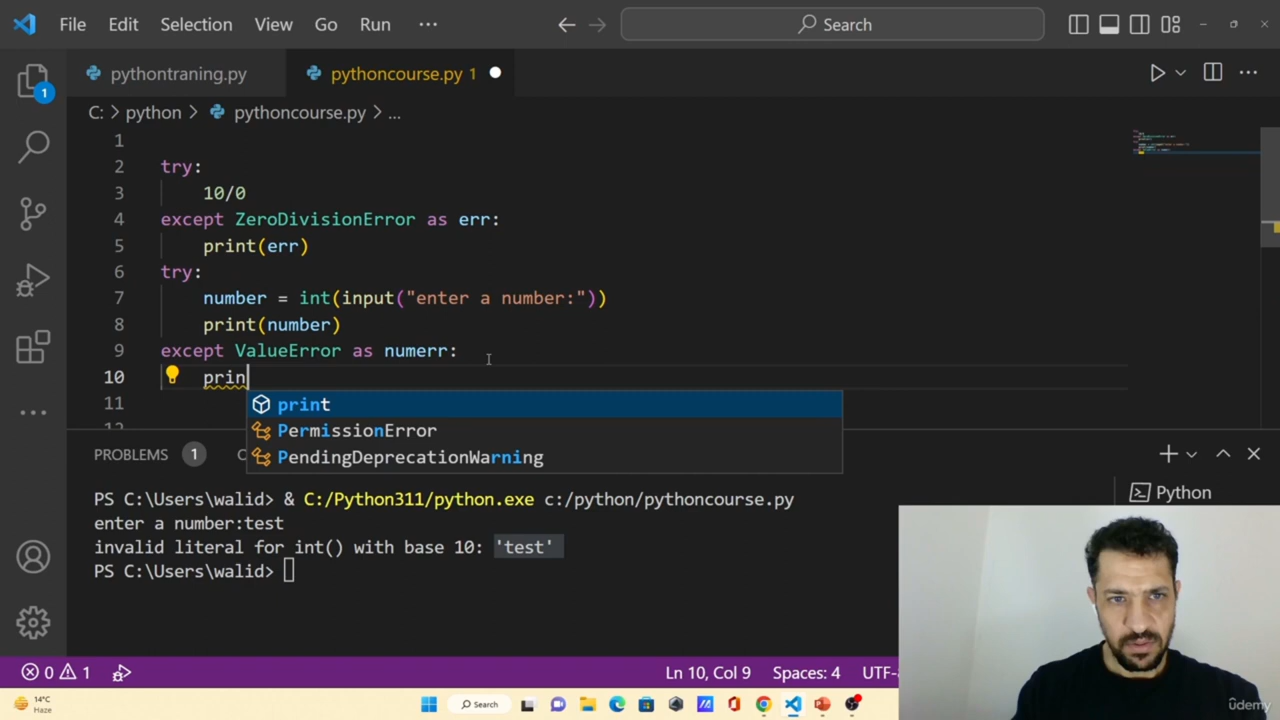 File Edit Selection View Go Run ··· Search
pythontraning.py pythoncourse.py 1
C: > python > pythoncourse.py > ...
1
2 try:
3 10/0
4 except ZeroDivisionError as err:
5 print(err)
6 try:
7 number = int(input("enter a number:"))
8 print(number)
9 except ValueError as numerr:
10 prin
11 print
PermissionError
PendingDeprecationWarning
PROBLEMS 1
PS C:\Users\walid> & C:/Python311/python.exe c:/python/pythoncourse.py
Python
enter a number:test
invalid literal for int() with base 10: 'test'
PS C:\Users\walid>
0 1 Ln 10, Col 9 Spaces: 4 UTF-
14°C
Haze
Search
ûdemy
1